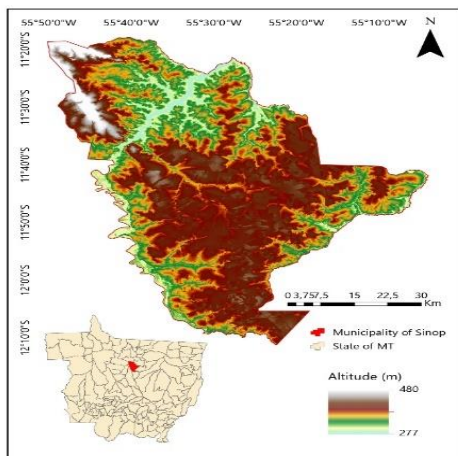 55°50'0"O 55°40'0"O 55°30'0"O 55°20'0"O 55°10'0"O
N
11°20'0"S
11°30'0"S
11°40'0"S
11°50'0"S
12°0'0"S
12°10'0"S
0 3,757,5 15 22,5 30
Km
Municipality of Sinop
State of MT
Altitude (m)
480
277